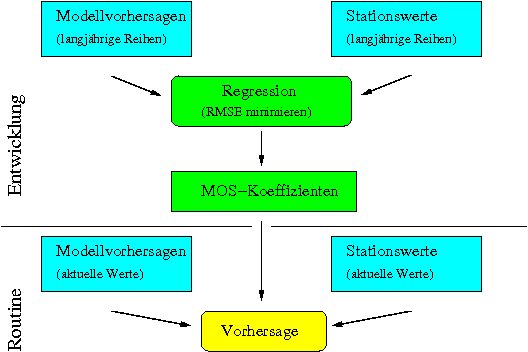 Modellvorhersagen
(langjährige Reihen)
Stationswerte
(langjährige Reihen)
Regression
(RMSE minimieren)
MOS-Koeffizienten
Entwicklung
Modellvorhersagen
(aktuelle Werte)
Stationswerte
(aktuelle Werte)
Vorhersage
Routine